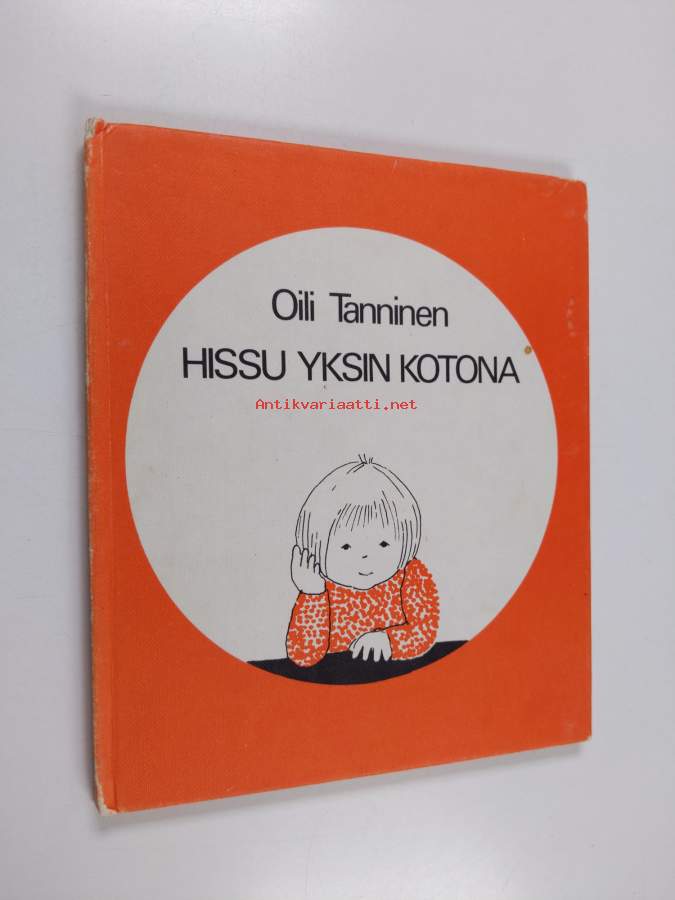 Oili Tanninen
HISSU YKSIN KOTONA
Antikvariaatti.net